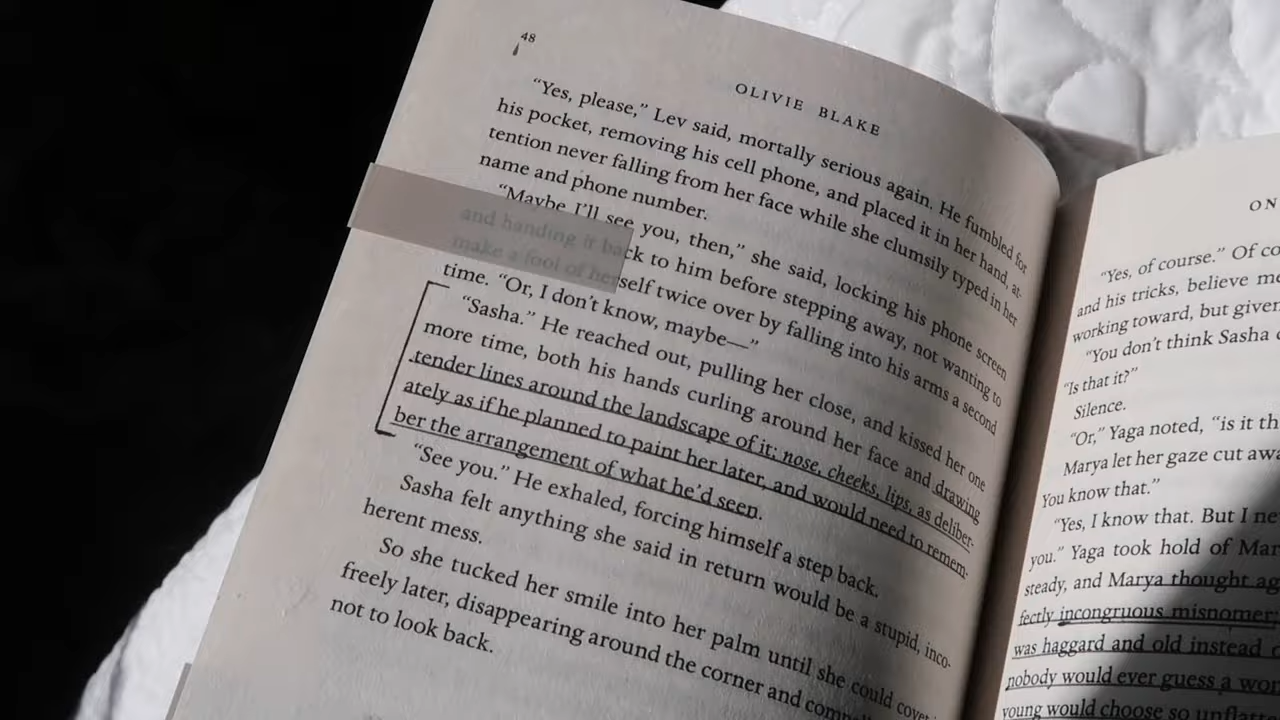 48
OLIVIE BLAKE
“Yes, please,” Lev said, mortally serious again. He fumbled for
his pocket, removing his cell phone, and placed it in her hand, at-
tention never falling from her face while she clumsily typed in her
name and phone number.
“Maybe I’ll see you, then,” she said, locking his phone screen
and handing it back to him before stepping away, not wanting to
make a fool of herself twice over by falling into his arms a second
time. “Or, I don’t know, maybe—”
“Sasha.” He reached out, pulling her close, and kissed her one
more time, both his hands curling around her face and drawing
tender lines around the landscape of it; nose, cheeks, lips, as deliber-
ately as if he planned to paint her later, and would need to remem-
ber the arrangement of what he’d seen.
“See you.” He exhaled, forcing himself a step back.
Sasha felt anything she said in return would be a stupid, inco-
herent mess.
So she tucked her smile into her palm until she could covet it
freely later, disappearing around the corner and
not to look back.
ON
“Yes, of course.” Of
and his tricks, believe
working toward, but given
“You don’t think Sasha
“Is that it?”
Silence.
“Or,” Yaga noted, “is it
Marya let her gaze cut
You know that.”
“Yes, I know that. But I
you.” Yaga took hold of
steady, and Marya thought
fectly incongruous misnomer
was haggard and old instead
nobody would ever guess a
young would choose so